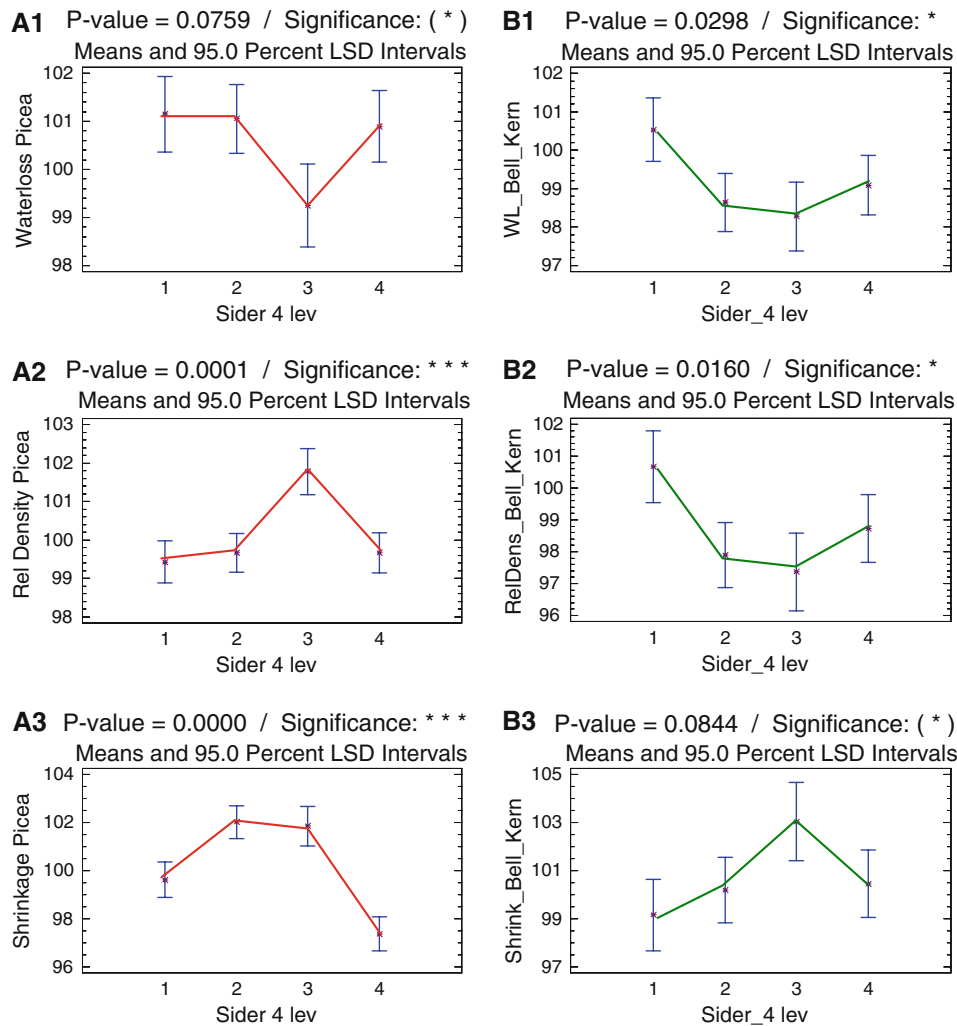 A1 P-value = 0.0759 / Significance: ( * )
Means and 95.0 Percent LSD Intervals
Waterloss Picea
102
101
100
99
98
1 2 3 4
Sider 4 lev
B1 P-value = 0.0298 / Significance: *
Means and 95.0 Percent LSD Intervals
WL_Bell_Kern
102
101
100
99
98
97
1 2 3 4
Sider_4 lev
A2 P-value = 0.0001 / Significance: * * *
Means and 95.0 Percent LSD Intervals
Rel Density Picea
103
102
101
100
99
98
1 2 3 4
Sider 4 lev
B2 P-value = 0.0160 / Significance: *
Means and 95.0 Percent LSD Intervals
RelDens_Bell_Kern
102
101
100
99
98
97
96
1 2 3 4
Sider_4 lev
A3 P-value = 0.0000 / Significance: * * *
Means and 95.0 Percent LSD Intervals
Shrinkage Picea
104
102
100
98
96
1 2 3 4
Sider 4 lev
B3 P-value = 0.0844 / Significance: ( * )
Means and 95.0 Percent LSD Intervals
Shrink_Bell_Kern
105
103
101
99
97
1 2 3 4
Sider_4 lev